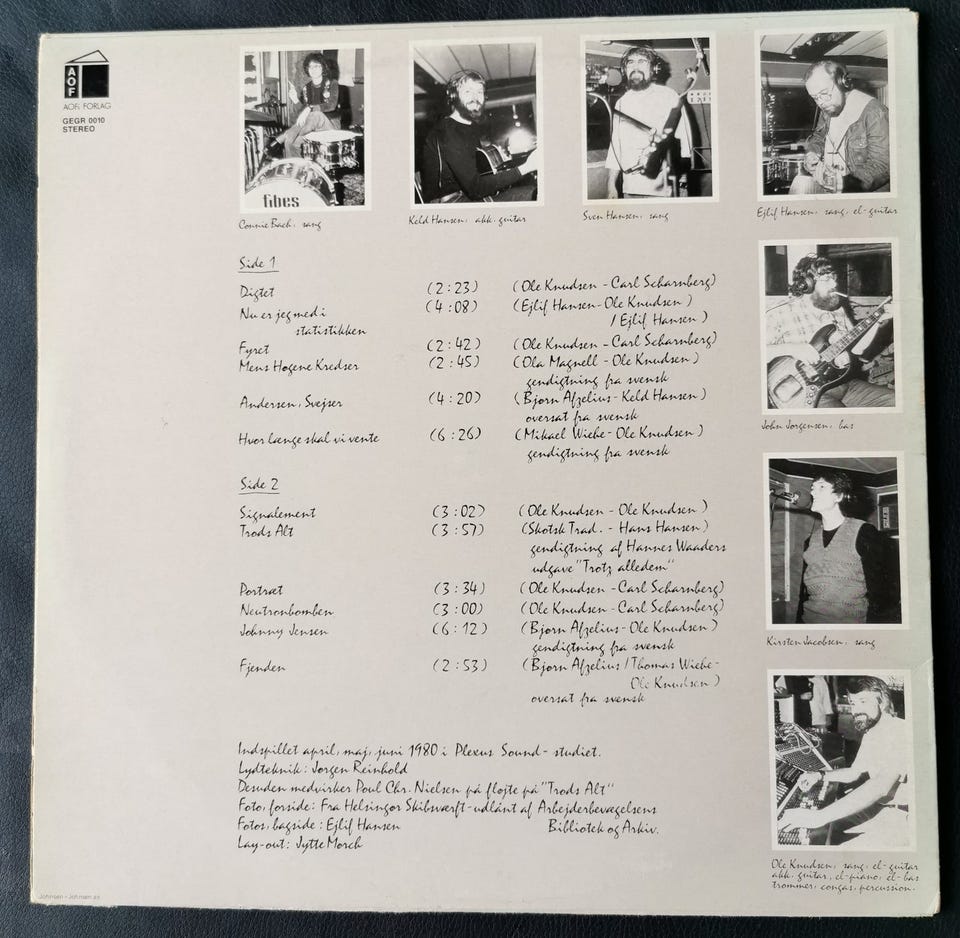 AOF
AOFs FORLAG
GEGR 0010
STEREO
fibes
Connie Bach: sang
Keld Hansen: akk. guitar
Sven Hansen: sang
Ejlif Hansen: sang, el-guitar
Side 1
Digtet (2:23) (Ole Knudsen - Carl Scharnberg)
Nu er jeg med i (4:08) (Ejlif Hansen - Ole Knudsen)
statistikken / Ejlif Hansen)
Fyret (2:42) (Ole Knudsen - Carl Scharnberg)
Mens Høgene Kredser (2:45) (Ola Magnell - Ole Knudsen)
gendigtning fra svensk
Andersen, Svejser (4:20) (Bjørn Afzelius - Keld Hansen)
oversat fra svensk
Hvor længe skal vi vente (6:26) (Mikael Wiehe - Ole Knudsen)
gendigtning fra svensk
John Jørgensen: bas
Side 2
Signalement (3:02) (Ole Knudsen - Ole Knudsen)
Trods Alt (3:57) (Skotsk Trad. - Hans Hansen)
gendigtning af Hannes Waaders
udgave "Trotz alledem"
Portræt (3:34) (Ole Knudsen - Carl Scharnberg)
Neutronbomben (3:00) (Ole Knudsen - Carl Scharnberg)
Johnny Jensen (6:12) (Bjørn Afzelius - Ole Knudsen)
gendigtning fra svensk
Fjenden (2:53) (Bjørn Afzelius / Thomas Wiehe -
Ole Knudsen)
oversat fra svensk
Kirsten Jacobsen: sang
Indspillet april, maj, juni 1980 i Plexus Sound - studiet.
Lydteknik: Jørgen Reinhold
Desuden medvirker Poul Chr. Nielsen på fløjte på "Trods Alt"
Foto, forside: Fra Helsingør Skibsværft - udlånt af Arbejderbevægelsens
Fotos, bagside: Ejlif Hansen Bibliotek og Arkiv.
Lay-out: Jytte Mørch
Ole Knudsen: sang, el-guitar
akk. guitar, el-piano, el-bas
trommer, congas, percussion.
Johnsen + Johnsen a/s